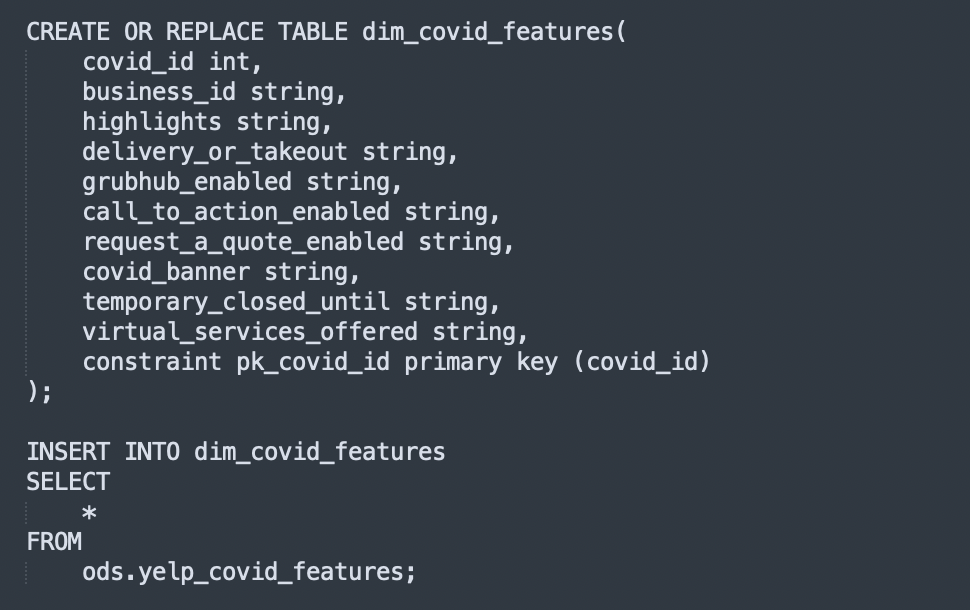 CREATE OR REPLACE TABLE dim_covid_features(
    covid_id int,
    business_id string,
    highlights string,
    delivery_or_takeout string,
    grubhub_enabled string,
    call_to_action_enabled string,
    request_a_quote_enabled string,
    covid_banner string,
    temporary_closed_until string,
    virtual_services_offered string,
    constraint pk_covid_id primary key (covid_id)
);

INSERT INTO dim_covid_features
SELECT
    *
FROM
    ods.yelp_covid_features;